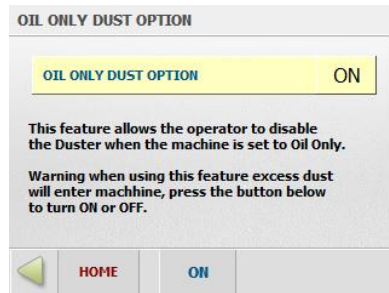 OIL ONLY DUST OPTION
OIL ONLY DUST OPTION ON
This feature allows the operator to disable
the Duster when the machine is set to Oil Only.
Warning when using this feature excess dust
will enter machhine, press the button below
to turn ON or OFF.
HOME ON